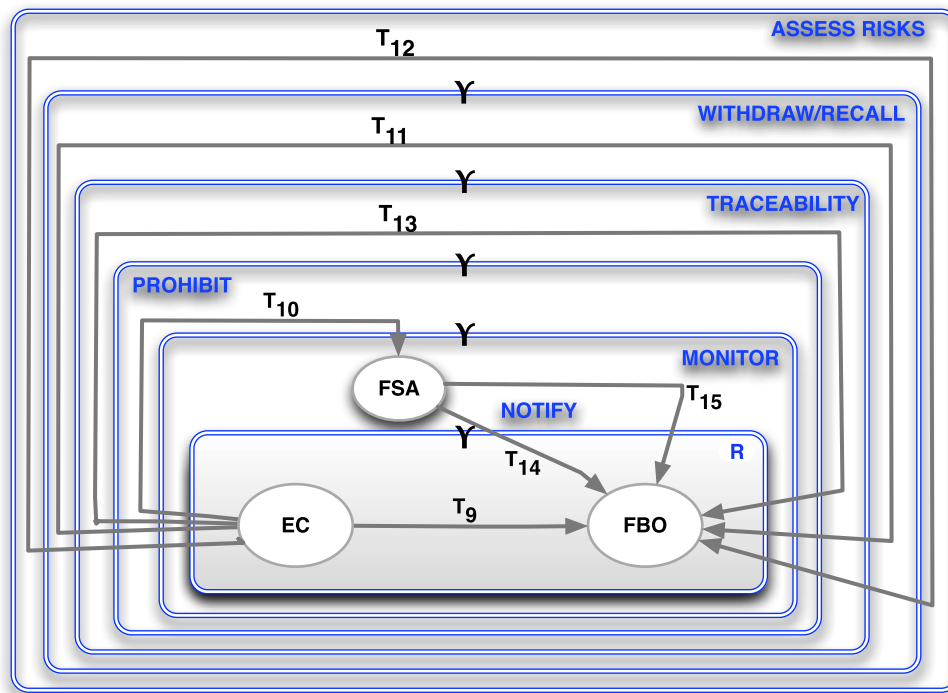 ASSESS RISKS
T12
WITHDRAW/RECALL
T11
TRACEABILITY
T13
PROHIBIT
T10
MONITOR
FSA
T15
NOTIFY
R
T14
EC
T9
FBO